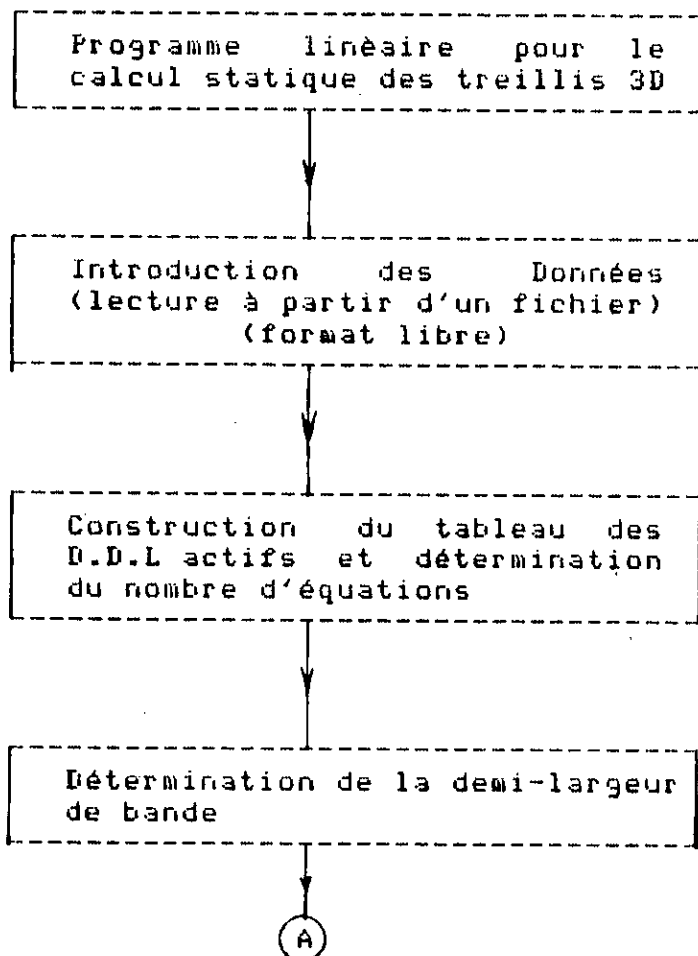 Programme linèaire pour le
calcul statique des treillis 3D
Introduction des Données
(lecture à partir d'un fichier)
(format libre)
Construction du tableau des
D.D.L actifs et détermination
du nombre d'équations
Détermination de la demi-largeur
de bande
A